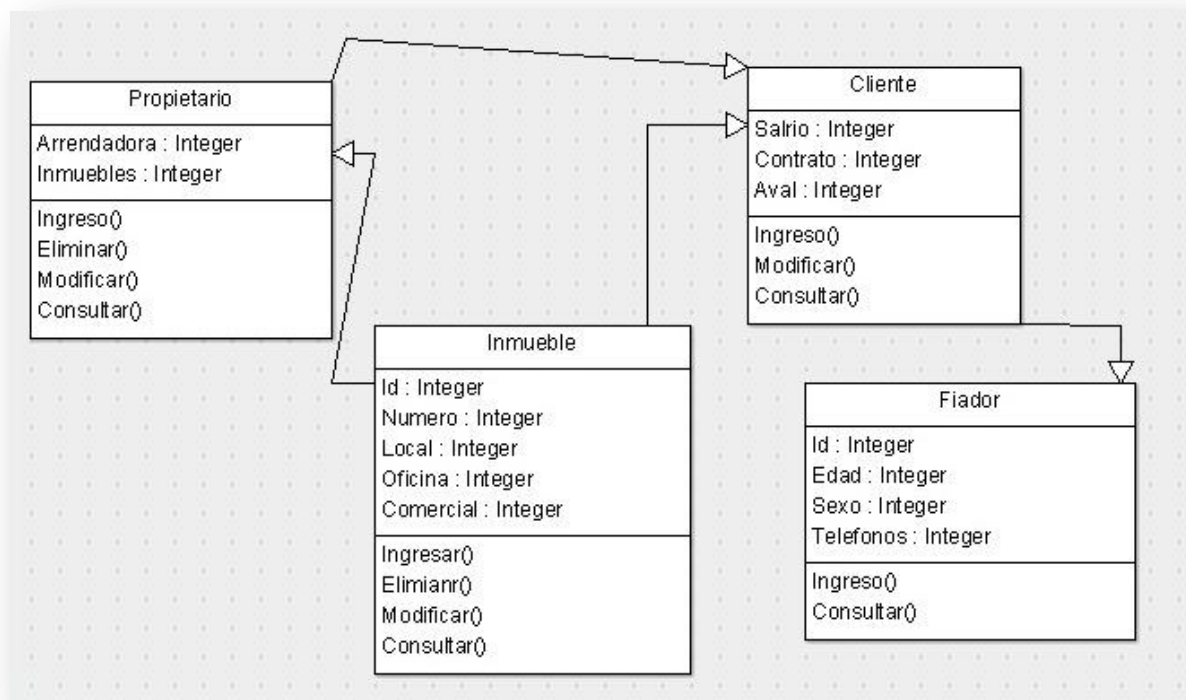 Propietario
Arrendadora : Integer
Inmuebles : Integer
Ingreso()
Eliminar()
Modificar()
Consultar()
Cliente
Salrio : Integer
Contrato : Integer
Aval : Integer
Ingreso()
Modificar()
Consultar()
Inmueble
Id : Integer
Numero : Integer
Local : Integer
Oficina : Integer
Comercial : Integer
Ingresar()
Elimianr()
Modificar()
Consultar()
Fiador
Id : Integer
Edad : Integer
Sexo : Integer
Telefonos : Integer
Ingreso()
Consultar()